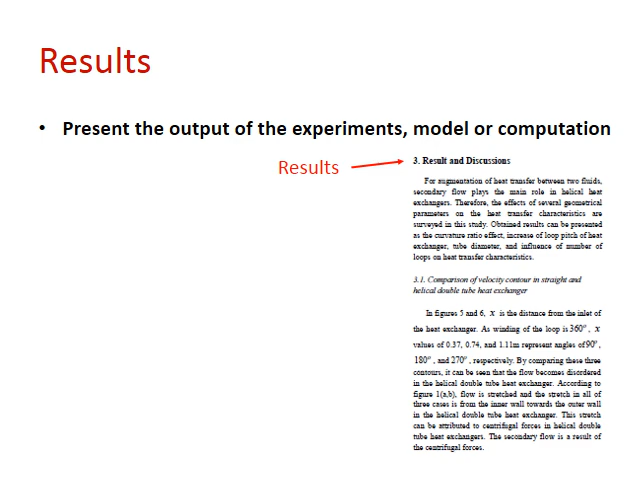 Results
• Present the output of the experiments, model or computation
Results
3. Result and Discussions
For augmentation of heat transfer between two fluids,
secondary flow plays the main role in helical heat
exchangers. Therefore, the effects of several geometrical
parameters on the heat transfer characteristics are
surveyed in this study. Obtained results can be presented
as the curvature ratio effect, increase of loop pitch of heat
exchanger, tube diameter, and influence of number of
loops on heat transfer characteristics.
3.1. Comparison of velocity contour in straight and
helical double tube heat exchanger
In figures 5 and 6, x is the distance from the inlet of
the heat exchanger. As winding of the loop is 360°, x
values of 0.37, 0.74, and 1.11m represent angles of 90°,
180°, and 270°, respectively. By comparing these three
contours, it can be seen that the flow becomes disordered
in the helical double tube heat exchanger. According to
figure 1(a,b), flow is stretched and the stretch in all of
three cases is from the inner wall towards the outer wall
in the helical double tube heat exchanger. This stretch
can be attributed to centrifugal forces in helical double
tube heat exchangers. The secondary flow is a result of
the centrifugal forces.